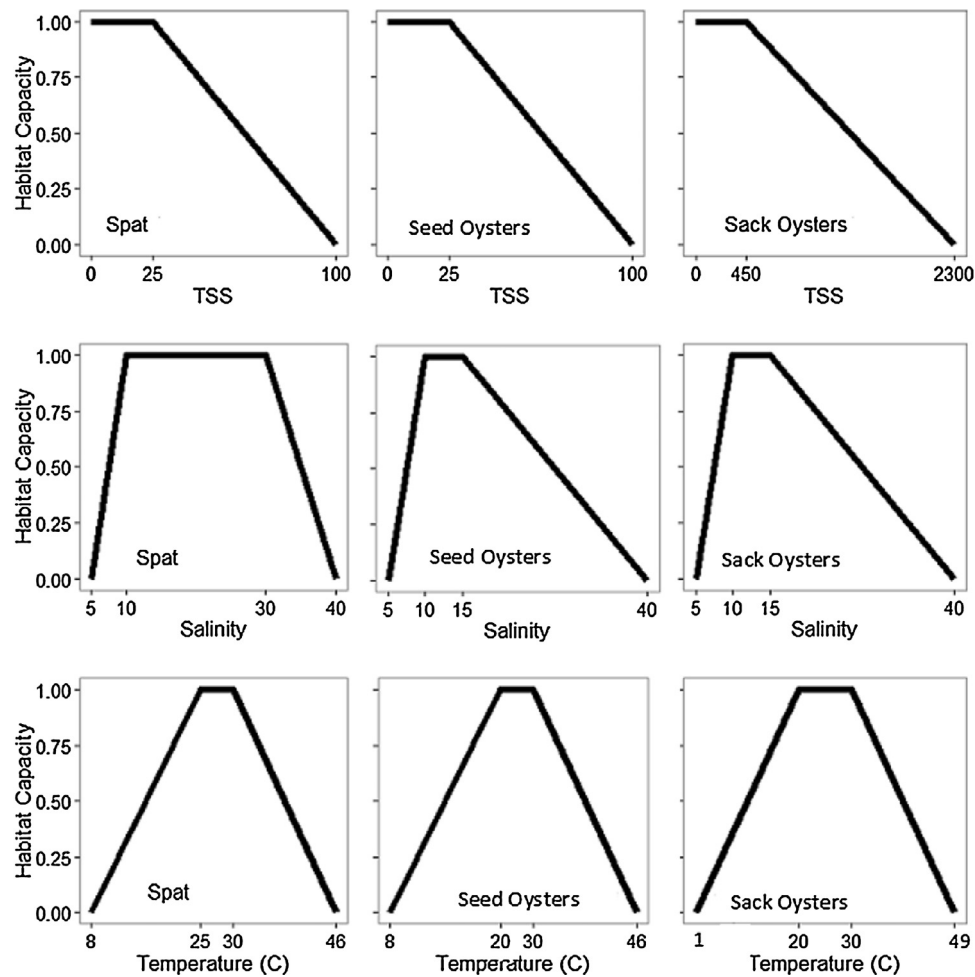 Habitat Capacity
1.00
0.75
0.50
0.25
0.00
Spat
0 25 100
TSS
Seed Oysters
0 25 100
TSS
Sack Oysters
0 450 2300
TSS
Habitat Capacity
1.00
0.75
0.50
0.25
0.00
Spat
5 10 30 40
Salinity
Seed Oysters
5 10 15 40
Salinity
Sack Oysters
5 10 15 40
Salinity
Habitat Capacity
1.00
0.75
0.50
0.25
0.00
Spat
8 25 30 46
Temperature (C)
Seed Oysters
8 20 30 46
Temperature (C)
Sack Oysters
1 20 30 49
Temperature (C)